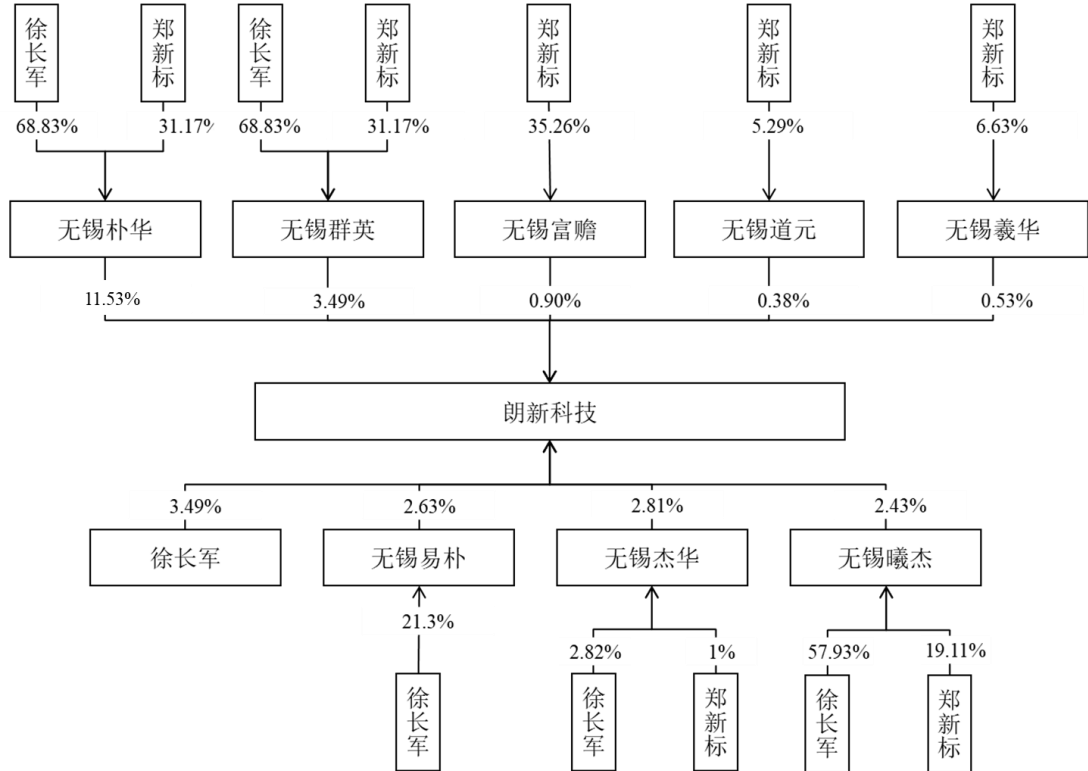 徐长军 郑新标 徐长军 郑新标 郑新标 郑新标 郑新标
68.83% 31.17% 68.83% 31.17% 35.26% 5.29% 6.63%
无锡朴华 无锡群英 无锡富赡 无锡道元 无锡羲华
11.53% 3.49% 0.90% 0.38% 0.53%
朗新科技
3.49% 2.63% 2.81% 2.43%
徐长军 无锡易朴 无锡杰华 无锡曦杰
21.3%
2.82% 1% 57.93% 19.11%
徐长军 徐长军 郑新标 徐长军 郑新标